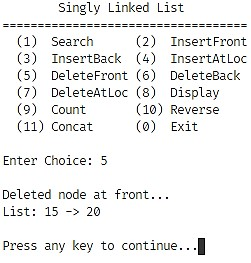 Singly Linked List
========================================
(1) Search (2) InsertFront
(3) InsertBack (4) InsertAtLoc
(5) DeleteFront (6) DeleteBack
(7) DeleteAtLoc (8) Display
(9) Count (10) Reverse
(11) Concat (0) Exit
Enter Choice: 5
Deleted node at front...
List: 15 -> 20
Press any key to continue...